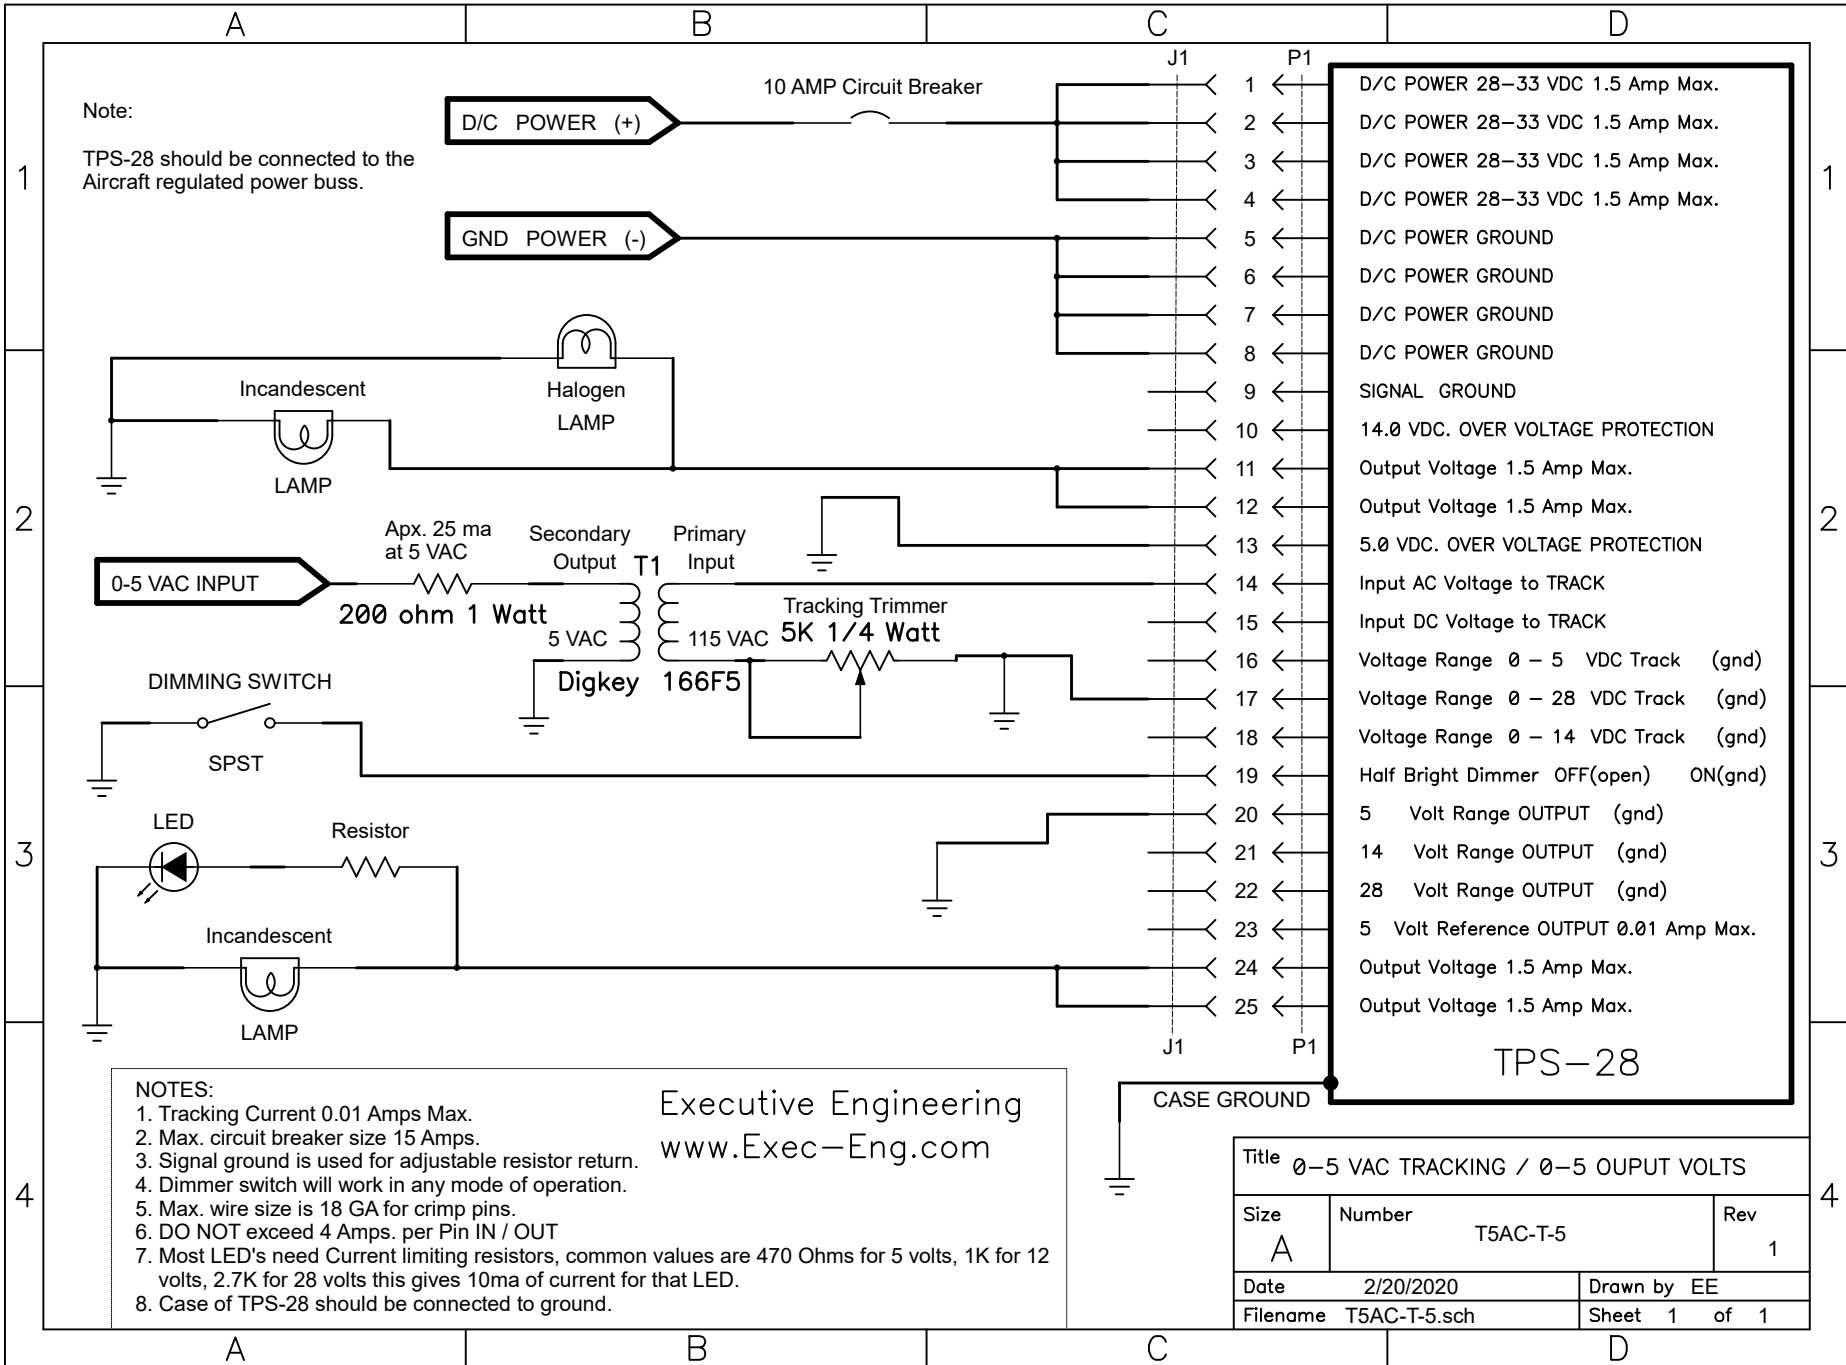 A B C D
1
2
3
4
Note:
TPS-28 should be connected to the
Aircraft regulated power buss.
D/C POWER (+)
10 AMP Circuit Breaker
GND POWER (-)
J1 P1
1 D/C POWER 28-33 VDC 1.5 Amp Max.
2 D/C POWER 28-33 VDC 1.5 Amp Max.
3 D/C POWER 28-33 VDC 1.5 Amp Max.
4 D/C POWER 28-33 VDC 1.5 Amp Max.
5 D/C POWER GROUND
6 D/C POWER GROUND
7 D/C POWER GROUND
8 D/C POWER GROUND
9 SIGNAL GROUND
10 14.0 VDC. OVER VOLTAGE PROTECTION
11 Output Voltage 1.5 Amp Max.
12 Output Voltage 1.5 Amp Max.
13 5.0 VDC. OVER VOLTAGE PROTECTION
14 Input AC Voltage to TRACK
15 Input DC Voltage to TRACK
16 Voltage Range 0 - 5 VDC Track (gnd)
17 Voltage Range 0 - 28 VDC Track (gnd)
18 Voltage Range 0 - 14 VDC Track (gnd)
19 Half Bright Dimmer OFF(open) ON(gnd)
20 5 Volt Range OUTPUT (gnd)
21 14 Volt Range OUTPUT (gnd)
22 28 Volt Range OUTPUT (gnd)
23 5 Volt Reference OUTPUT 0.01 Amp Max.
24 Output Voltage 1.5 Amp Max.
25 Output Voltage 1.5 Amp Max.
J1 P1
TPS-28
CASE GROUND
Incandescent
LAMP
Halogen
LAMP
0-5 VAC INPUT
Apx. 25 ma
at 5 VAC
200 ohm 1 Watt
Secondary
Output
T1
Primary
Input
5 VAC
115 VAC
Digkey 166F5
Tracking Trimmer
5K 1/4 Watt
DIMMING SWITCH
SPST
LED
Resistor
Incandescent
LAMP
NOTES:
1. Tracking Current 0.01 Amps Max.
2. Max. circuit breaker size 15 Amps.
3. Signal ground is used for adjustable resistor return.
4. Dimmer switch will work in any mode of operation.
5. Max. wire size is 18 GA for crimp pins.
6. DO NOT exceed 4 Amps. per Pin IN / OUT
7. Most LED's need Current limiting resistors, common values are 470 Ohms for 5 volts, 1K for 12
volts, 2.7K for 28 volts this gives 10ma of current for that LED.
8. Case of TPS-28 should be connected to ground.
Executive Engineering
www.Exec-Eng.com
Title 0-5 VAC TRACKING / 0-5 OUPUT VOLTS
Size A
Number T5AC-T-5
Rev 1
Date 2/20/2020
Drawn by EE
Filename T5AC-T-5.sch
Sheet 1 of 1
1
2
3
4
A B C D